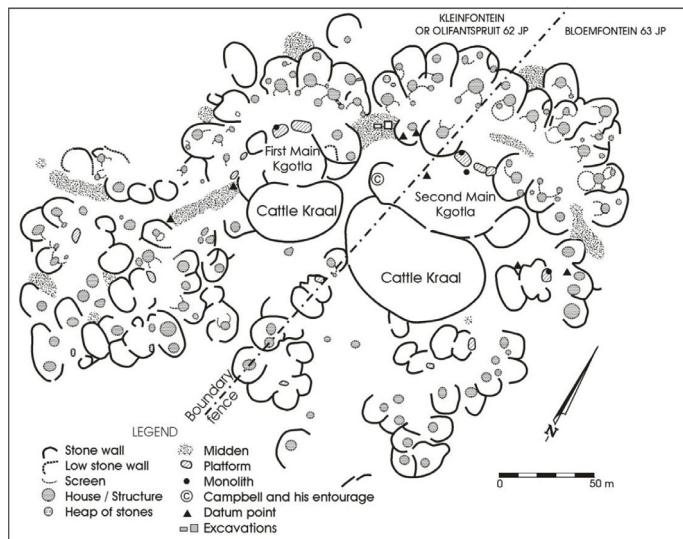 KLEINFONTEIN
OR OLIFANTSPRUIT 62 JP
BLOEMFONTEIN 63 JP
First Main
Kgotla
Cattle Kraal
C
Second Main
Kgotla
Cattle Kraal
Boundary
fence
N
LEGEND
Stone wall
Low stone wall
Screen
House / Structure
Heap of stones
Midden
Platform
Monolith
C Campbell and his entourage
Datum point
Excavations
0 50 m